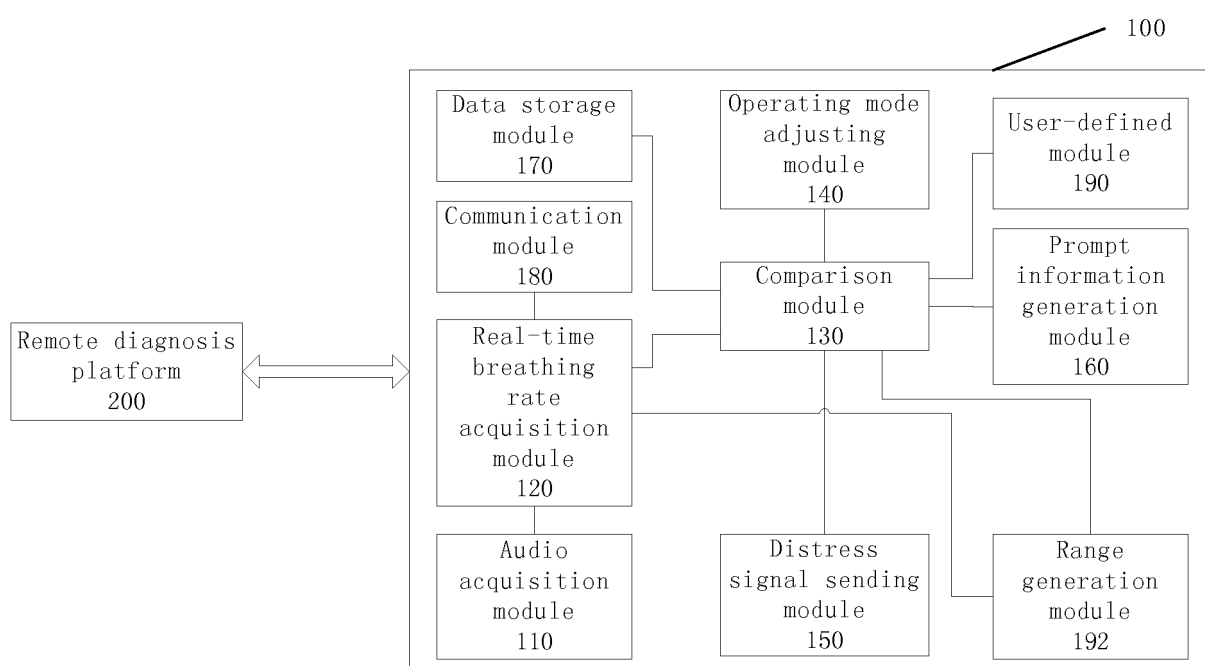 100
Data storage
module
170
Operating mode
adjusting
module
140
User-defined
module
190
Communication
module
180
Prompt
information
generation
module
160
Comparison
module
130
Remote diagnosis
platform
200
Real-time
breathing
rate
acquisition
module
120
Audio
acquisition
module
110
Distress
signal sending
module
150
Range
generation
module
192